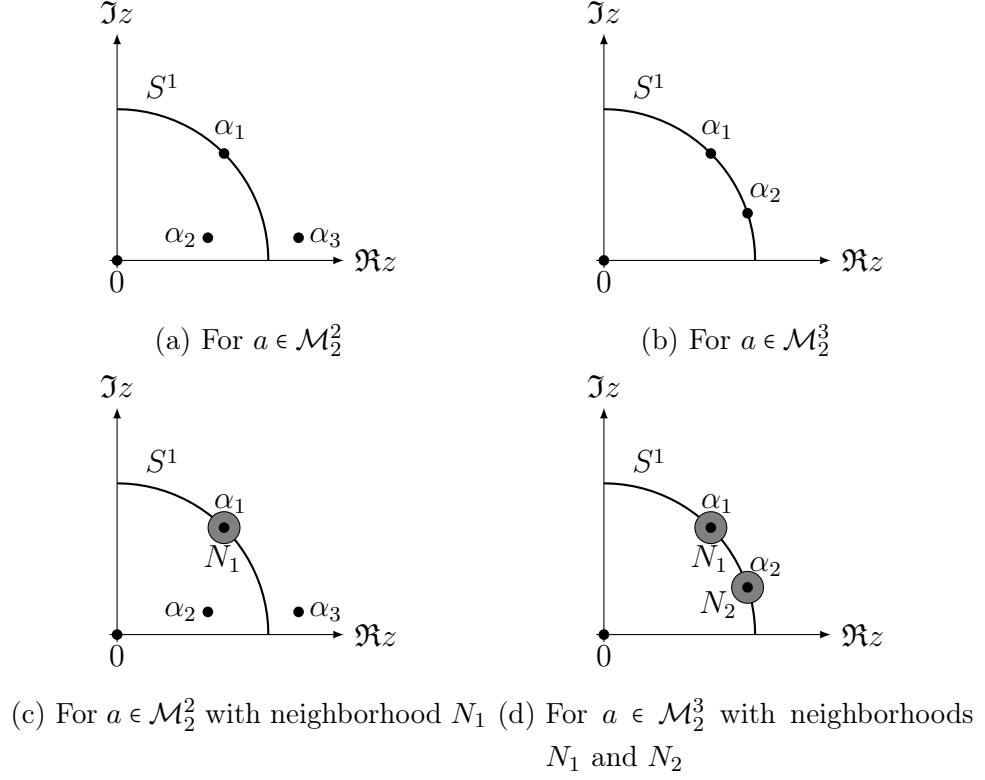 ℑz ℑz
S¹ S¹
α₁ α₁
α₂ α₃ α₂
ℜz ℜz
0 0
(a) For a ∈ ℳ₂² (b) For a ∈ ℳ₂³
ℑz ℑz
S¹ S¹
α₁ α₁
N₁ N₁ α₂
α₂ α₃ N₂
ℜz ℜz
0 0
(c) For a ∈ ℳ₂² with neighborhood N₁ (d) For a ∈ ℳ₂³ with neighborhoods
N₁ and N₂